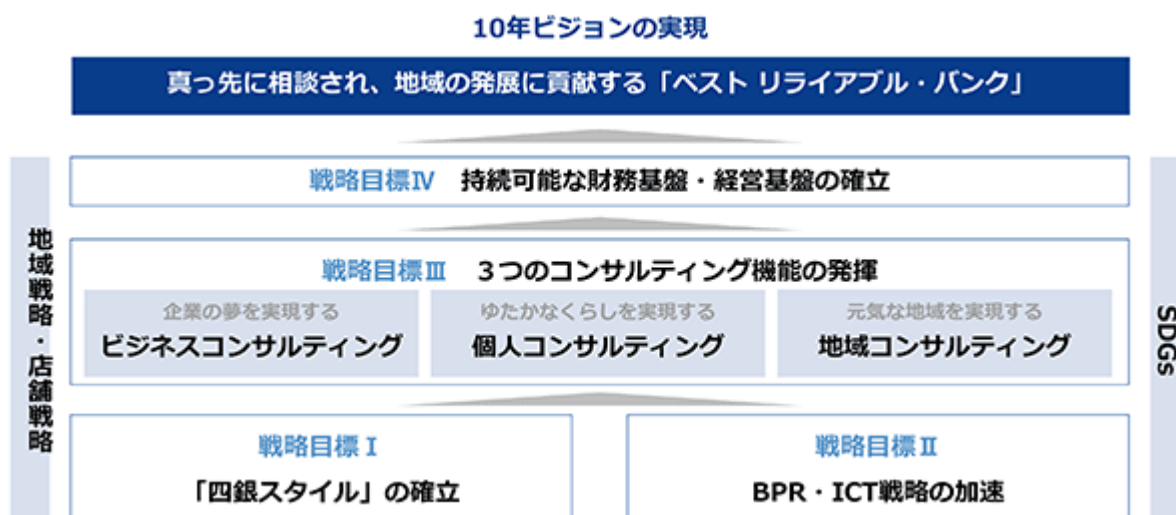 10年ビジョンの実現
真っ先に相談され、地域の発展に貢献する「ベスト リライアブル・バンク」
戦略目標Ⅳ 持続可能な財務基盤・経営基盤の確立
地域戦略・店舗戦略
戦略目標Ⅲ ３つのコンサルティング機能の発揮
企業の夢を実現する
ビジネスコンサルティング
ゆたかなくらしを実現する
個人コンサルティング
元気な地域を実現する
地域コンサルティング
SDGs
戦略目標Ⅰ
「四銀スタイル」の確立
戦略目標Ⅱ
BPR・ICT戦略の加速